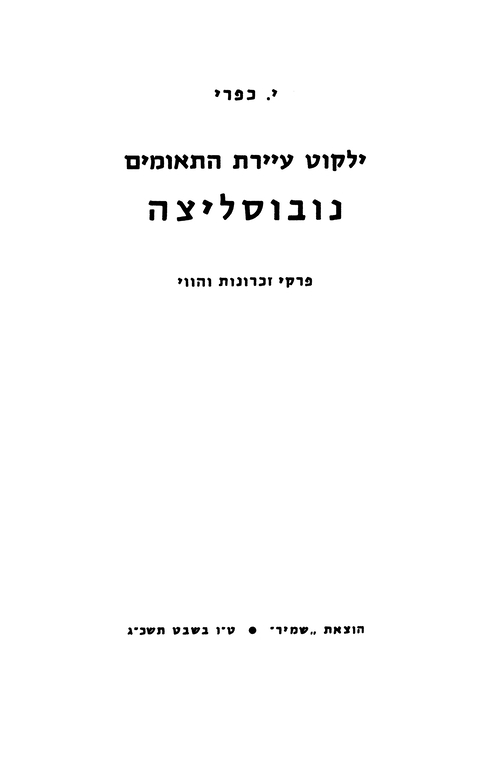 י. כפרי
ילקוט עיירת התאומים
נובוסליצה
פרקי זכרונות והווי
הוצאת „שמיר״ ● ט״ו בשבט תשכ״ג